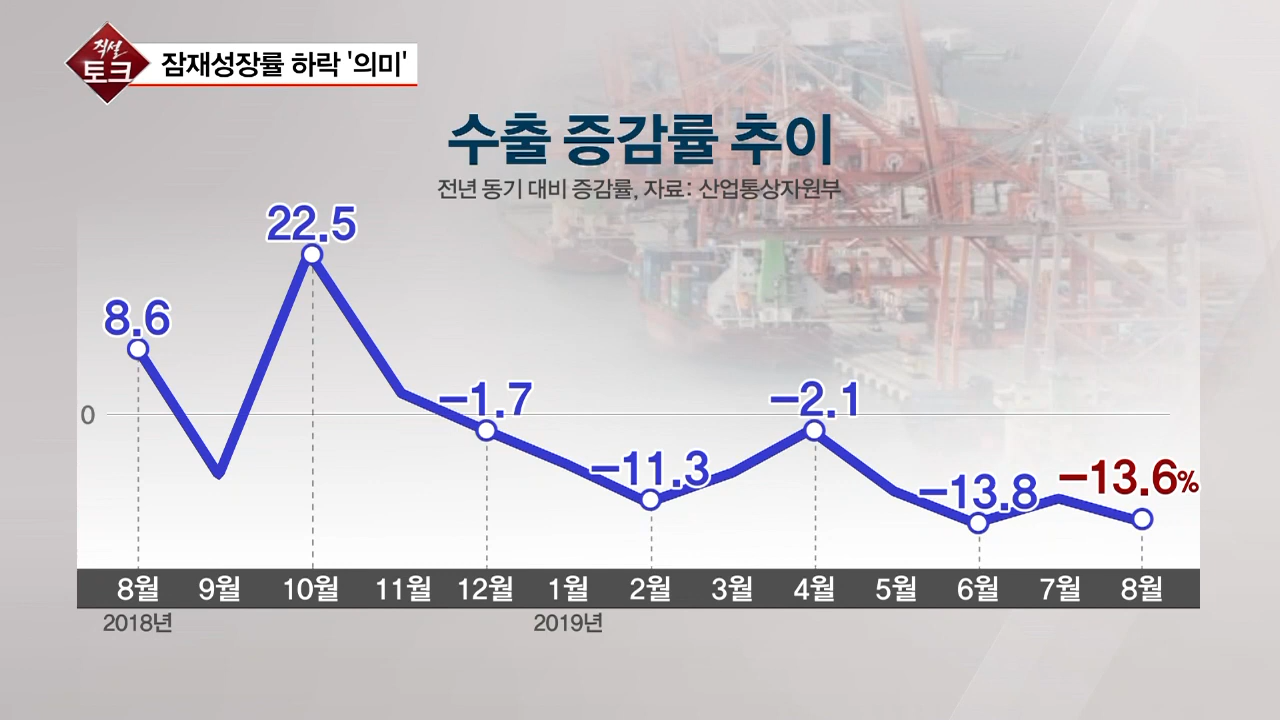 직설
토크
잠재성장률 하락 '의미'
수출 증감률 추이
전년 동기 대비 증감률, 자료: 산업통상자원부
22.5
8.6
−1.7
−2.1
0
−11.3
−13.8
−13.6%
8월 9월 10월 11월 12월 1월 2월 3월 4월 5월 6월 7월 8월
2018년 2019년